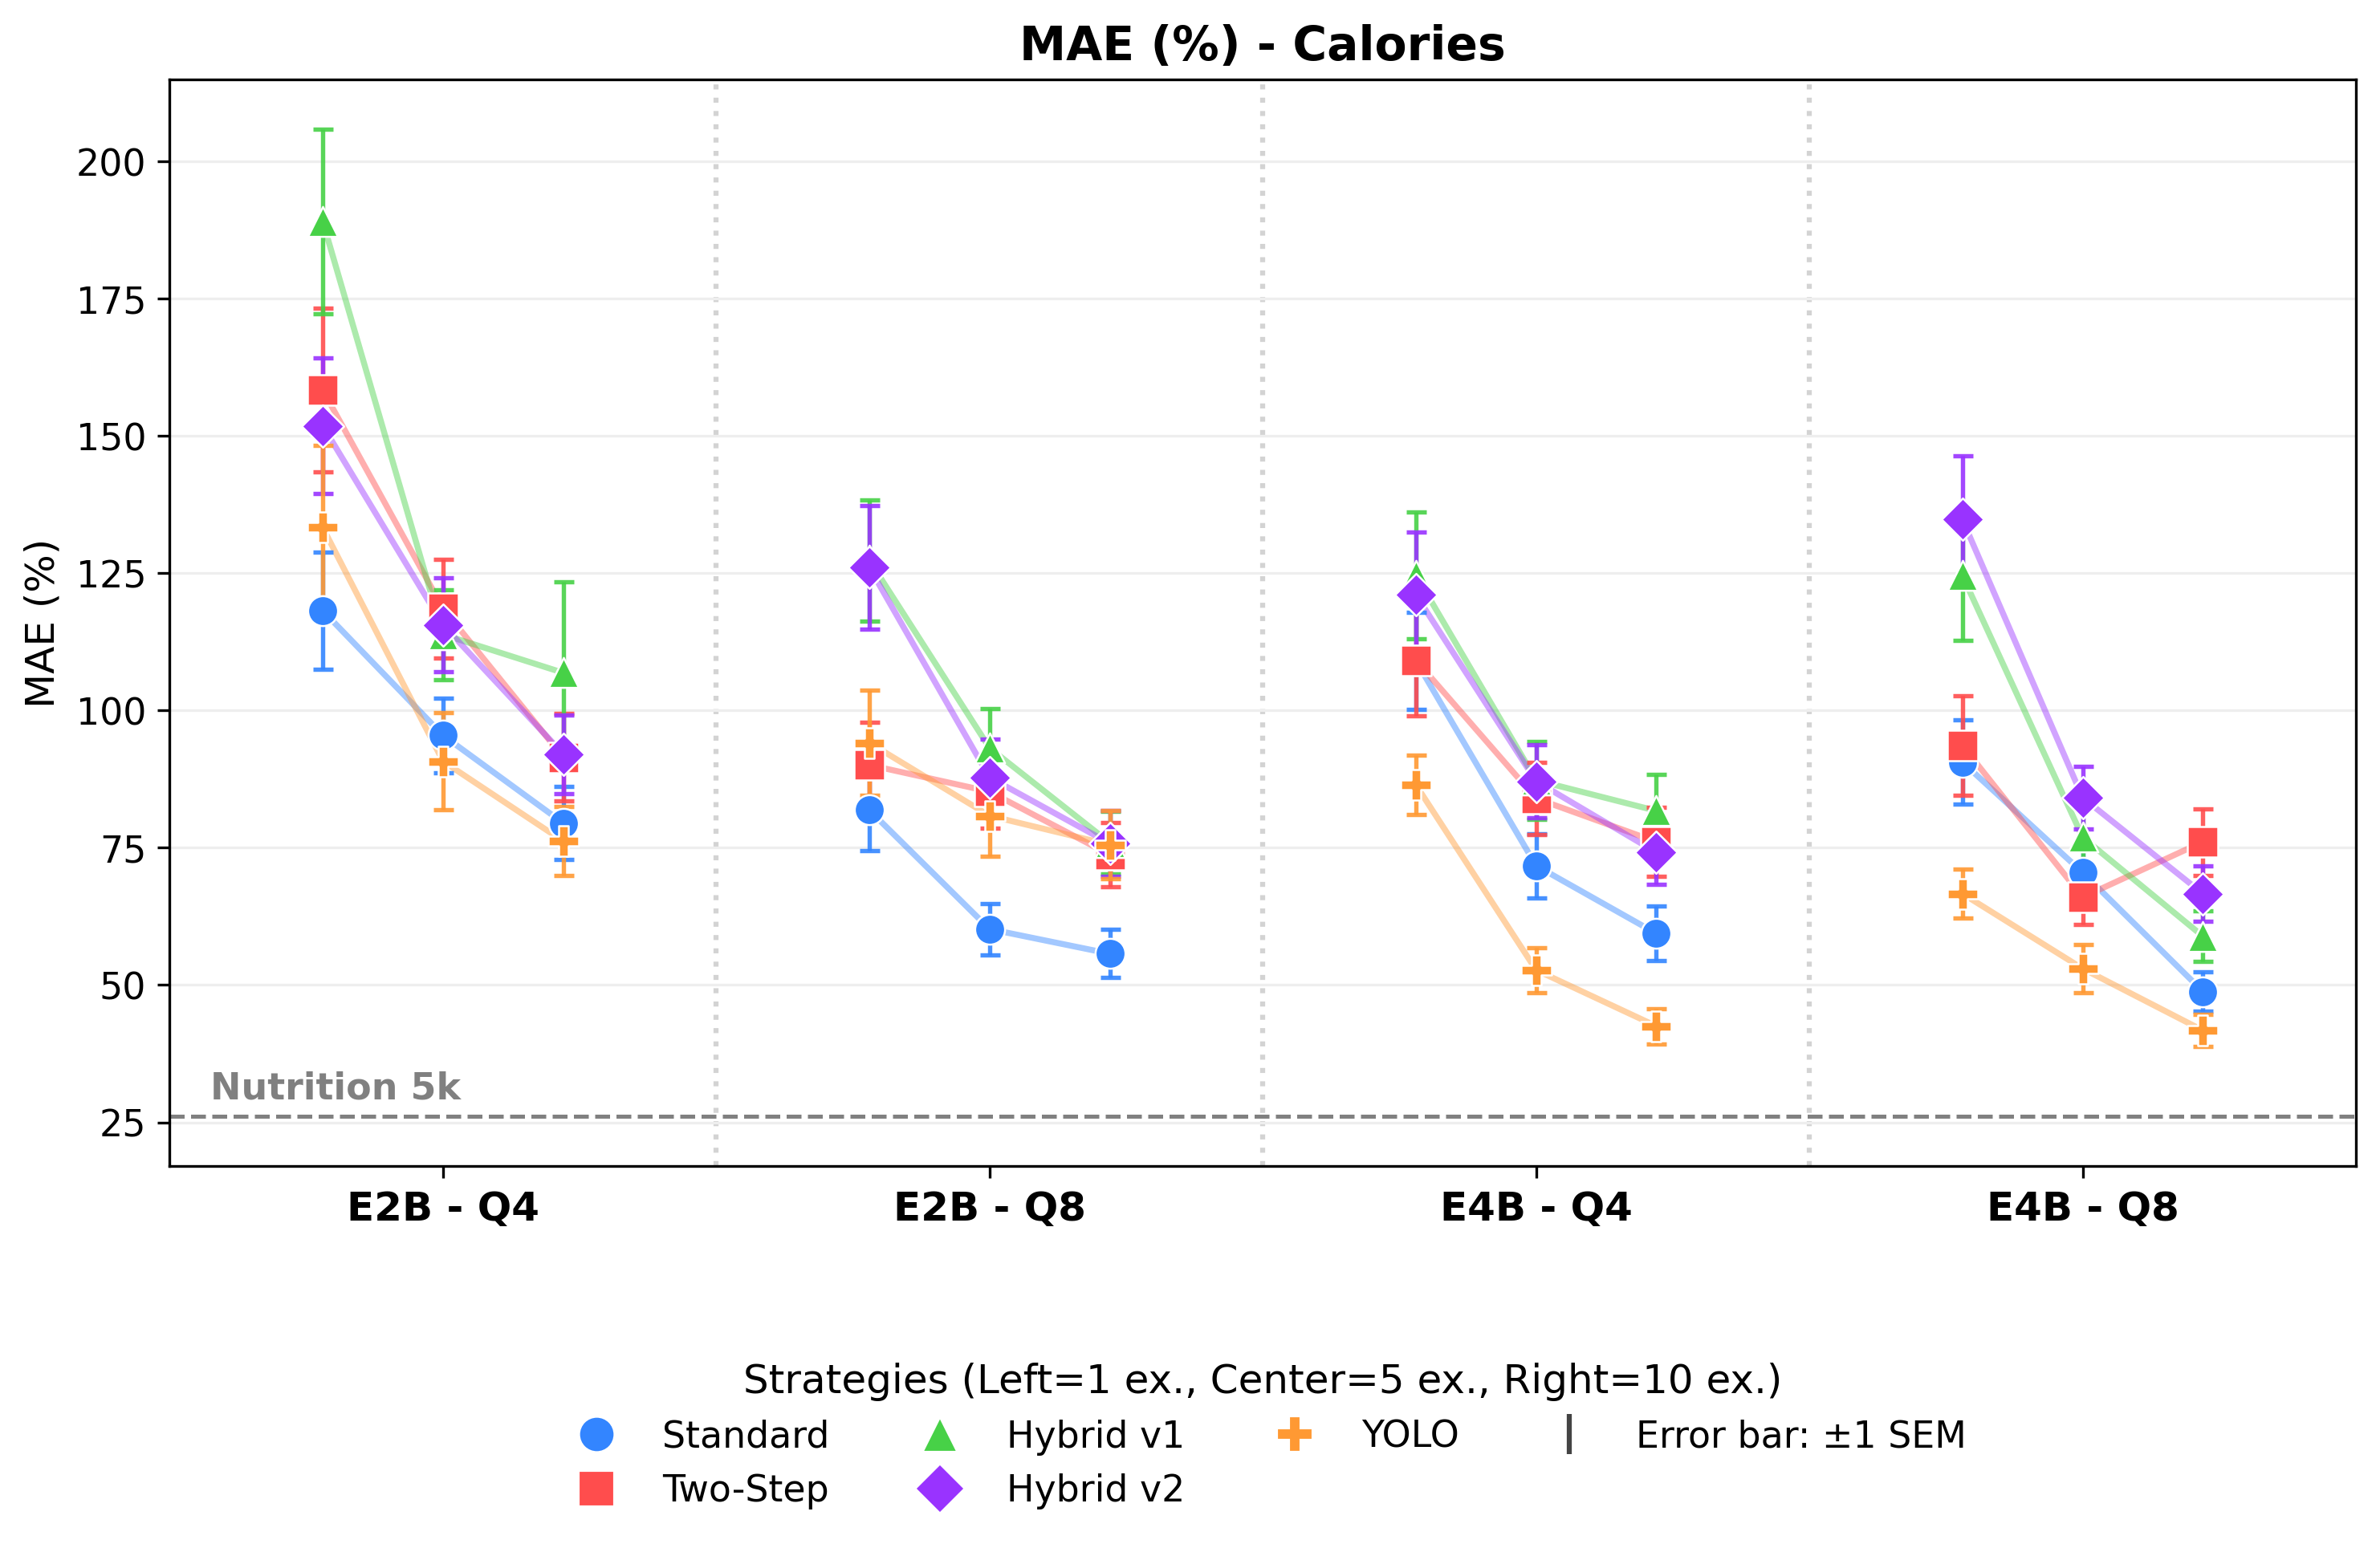 MAE (%) - Calories
MAE (%)
200
175
150
125
100
75
50
25
Nutrition 5k
E2B - Q4
E2B - Q8
E4B - Q4
E4B - Q8
Strategies (Left=1 ex., Center=5 ex., Right=10 ex.)
Standard
Two-Step
Hybrid v1
Hybrid v2
YOLO
Error bar: ±1 SEM